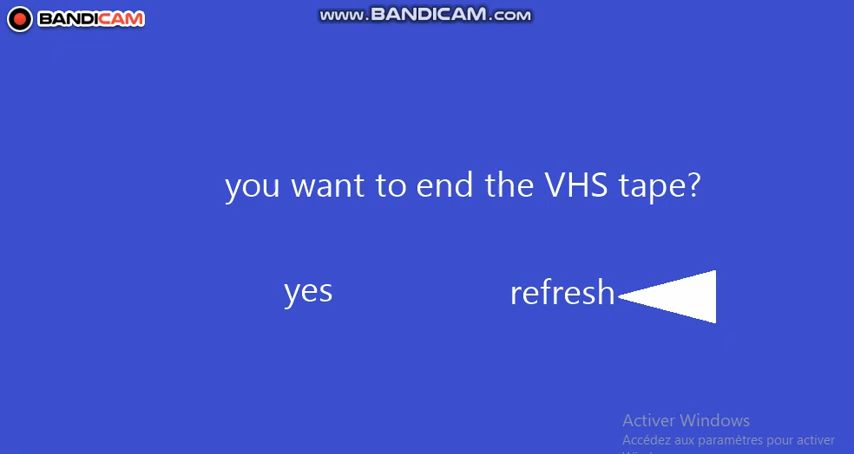 BANDICAM
www.BANDICAM.com
you want to end the VHS tape?
yes
refresh
Activer Windows
Accédez aux paramètres pour activer